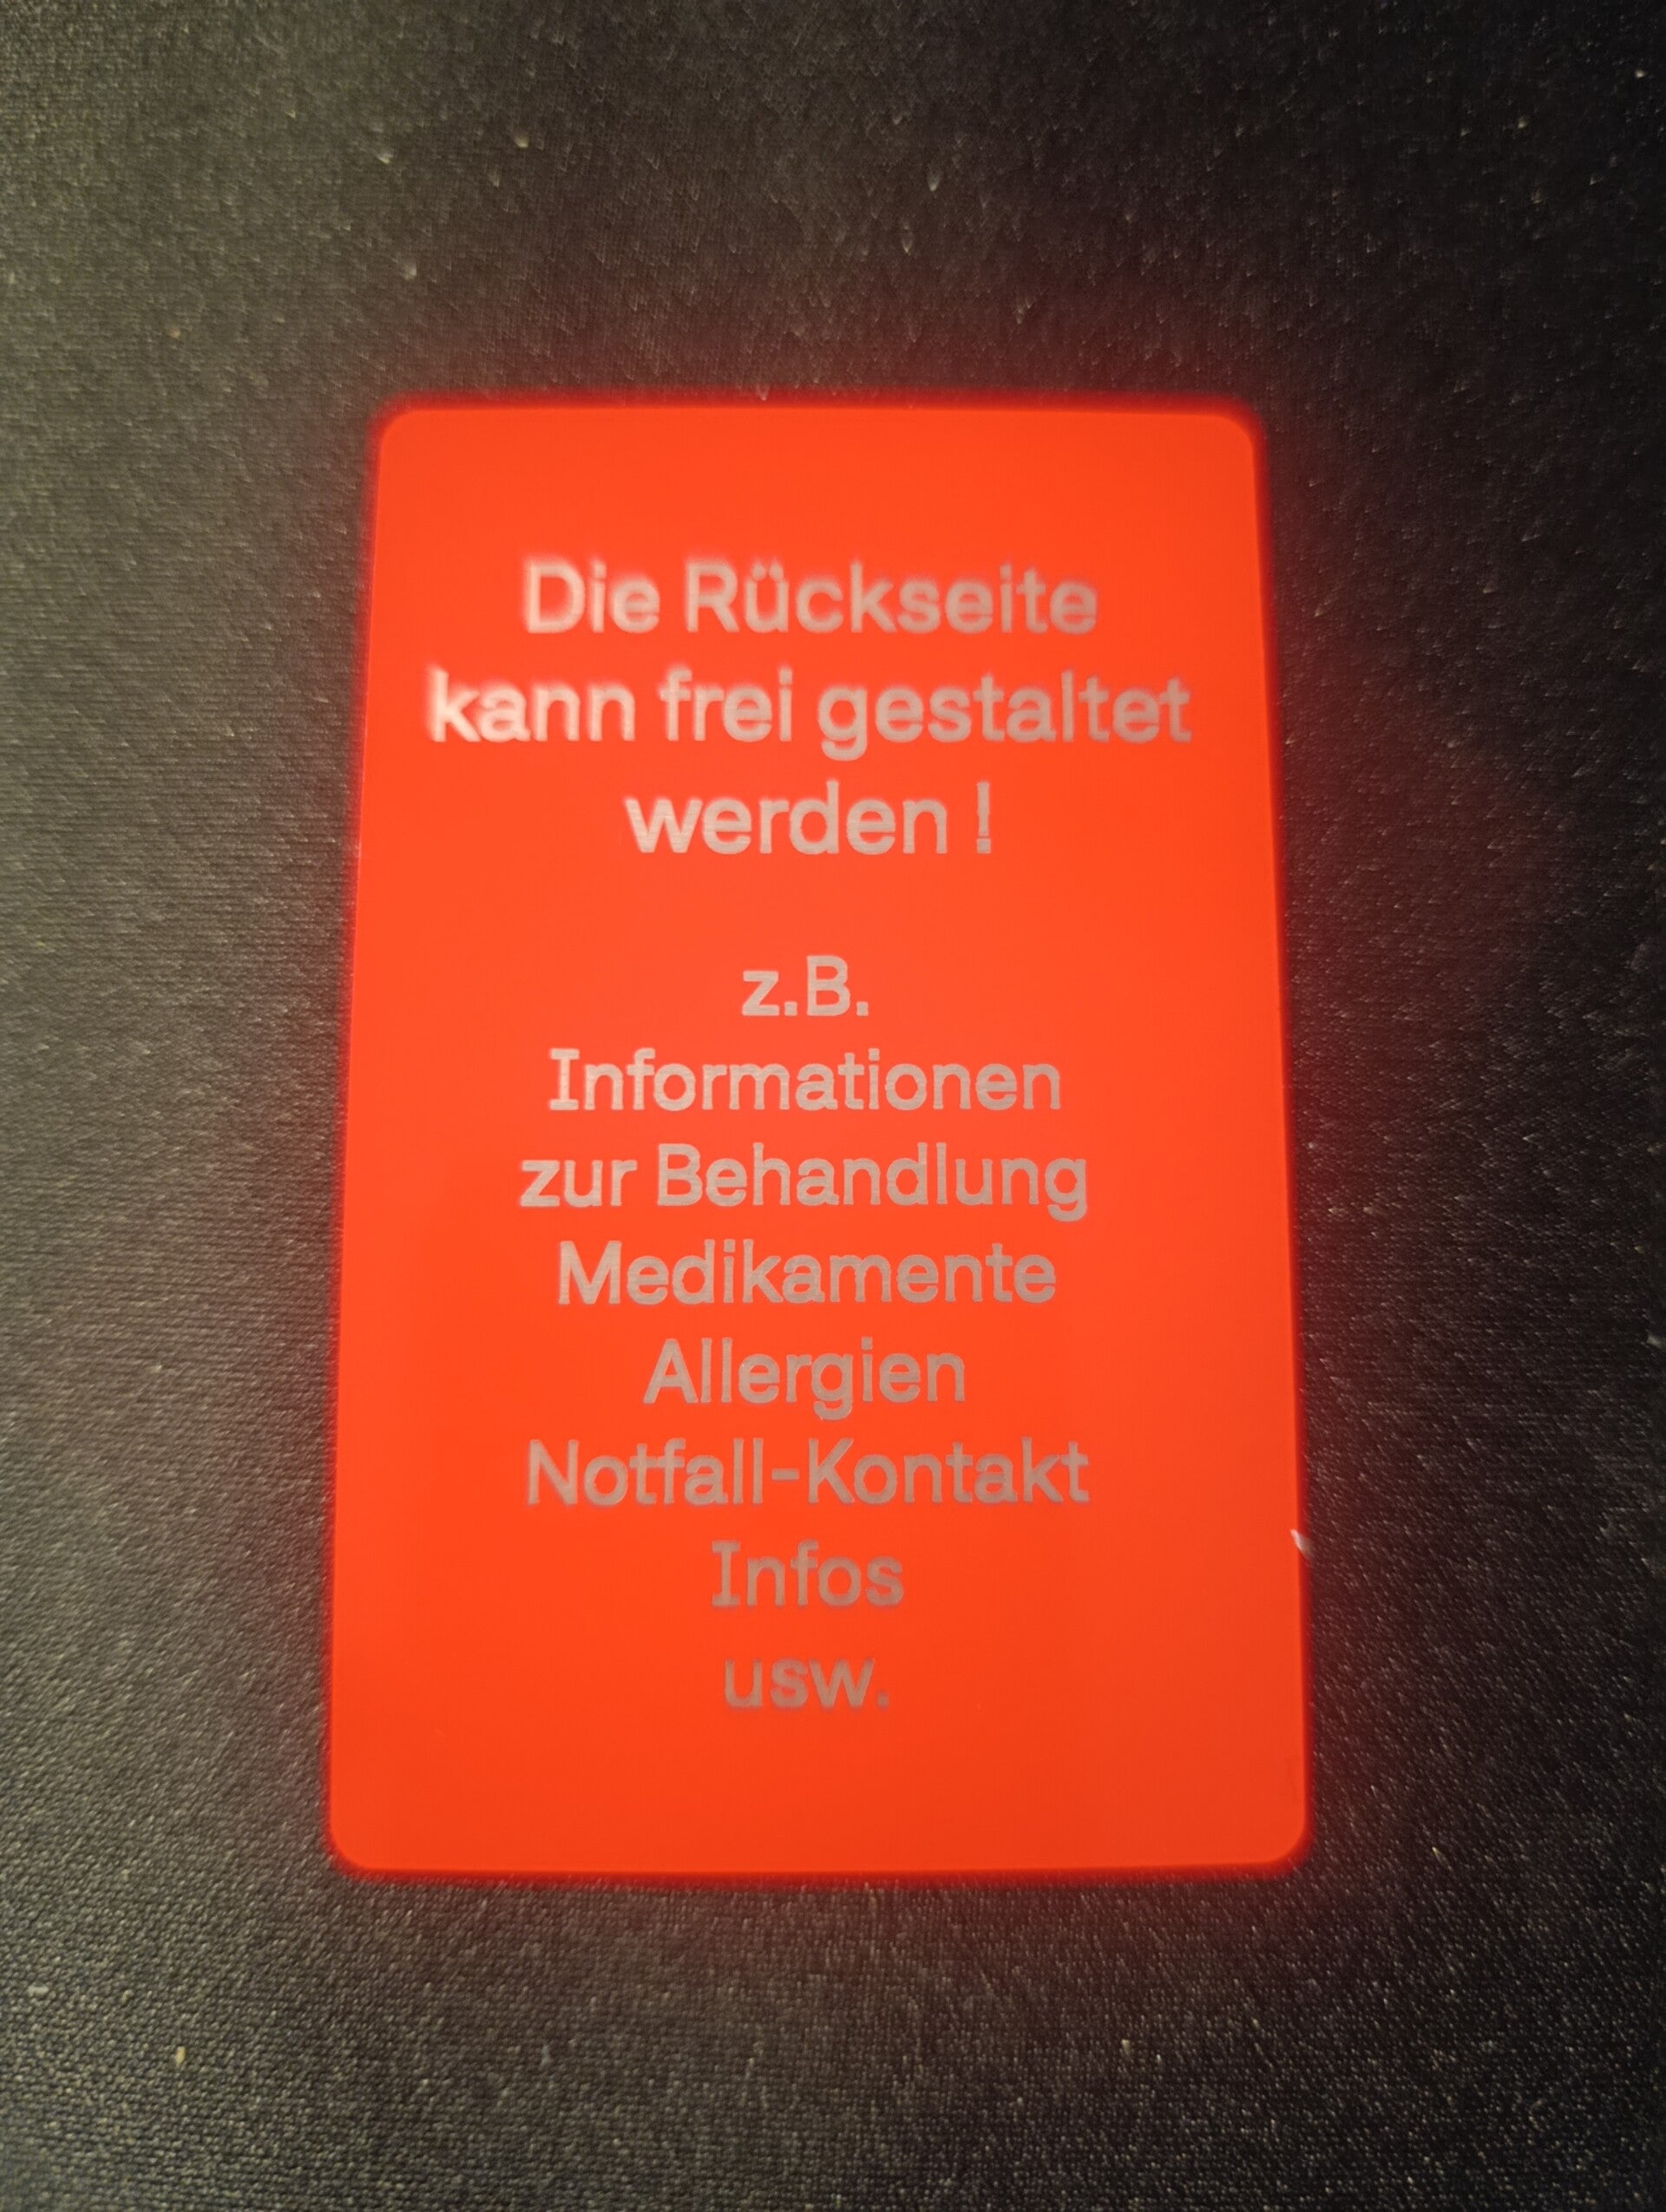 Die Rückseite
kann frei gestaltet
werden !
z.B.
Informationen
zur Behandlung
Medikamente
Allergien
Notfall-Kontakt
Infos
usw.